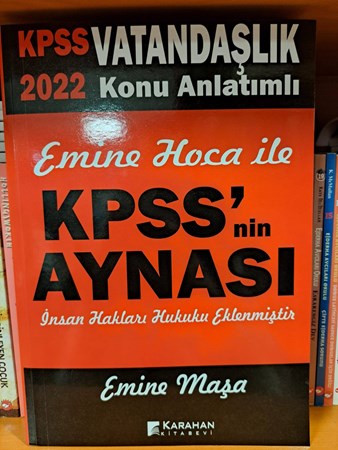 KPSS VATANDAŞLIK
2022 Konu Anlatımlı
Emine Hoca ile
KPSS'nin
AYNASI
İnsan Hakları Hukuku Eklenmiştir
Emine Maşa
KARAHAN
KİTABEVİ